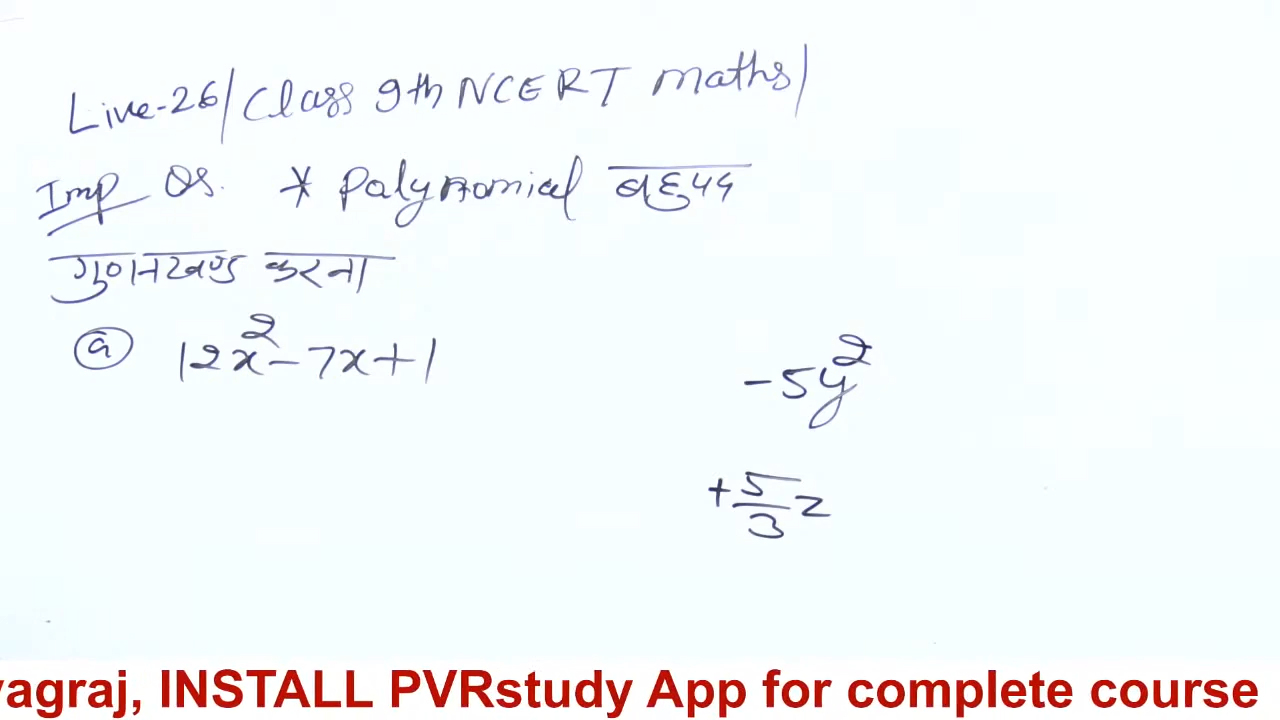 Live-26/Class 9th NCERT Maths/
Imp Qs. * Polynomial बहुपद
गुणनखण्ड करना
(a) 12x² - 7x + 1
- 5y²
+ 5/3 z
yagraj, INSTALL PVRstudy App for complete course